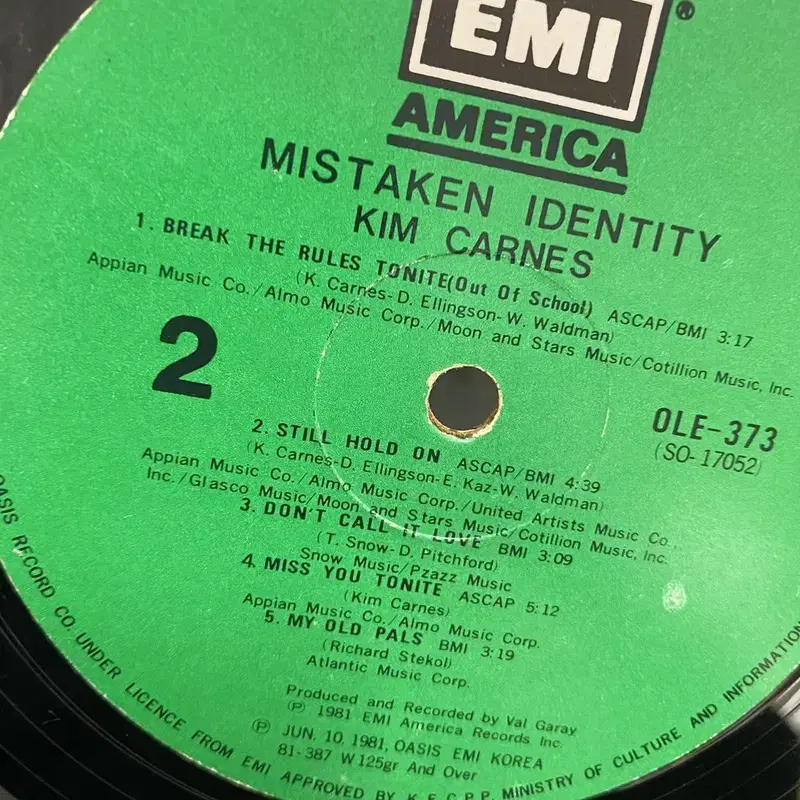 EMI
®
AMERICA
MISTAKEN IDENTITY
KIM CARNES
1. BREAK THE RULES TONITE(Out Of School) ASCAP/BMI 3:17
(K. Carnes-D. Ellingson-W. Waldman)
Appian Music Co./Almo Music Corp./Moon and Stars Music/Cotillion Music, Inc.
2
OLE-373
(SO-17052)
2. STILL HOLD ON ASCAP/BMI 4:39
(K. Carnes-D. Ellingson-E. Kaz-W. Waldman)
Appian Music Co./Almo Music Corp./United Artists Music Co.,
Inc./Glasco Music/Moon and Stars Music/Cotillion Music, Inc.
3. DON'T CALL IT LOVE BMI 3:09
(T. Snow-D. Pitchford)
Snow Music/Pzazz Music
4. MISS YOU TONITE ASCAP 5:12
(Kim Carnes)
Appian Music Co./Almo Music Corp.
5. MY OLD PALS BMI 3:19
(Richard Stekol)
Atlantic Music Corp.
Produced and Recorded by Val Garay
℗ 1981 EMI America Records Inc.
℗ JUN. 10. 1981, OASIS EMI KOREA
81-387 W 125gr And Over
OASIS RECORD CO. UNDER LICENCE FROM EMI APPROVED BY K.F.C.P.P. MINISTRY OF CULTURE AND INFORMATION